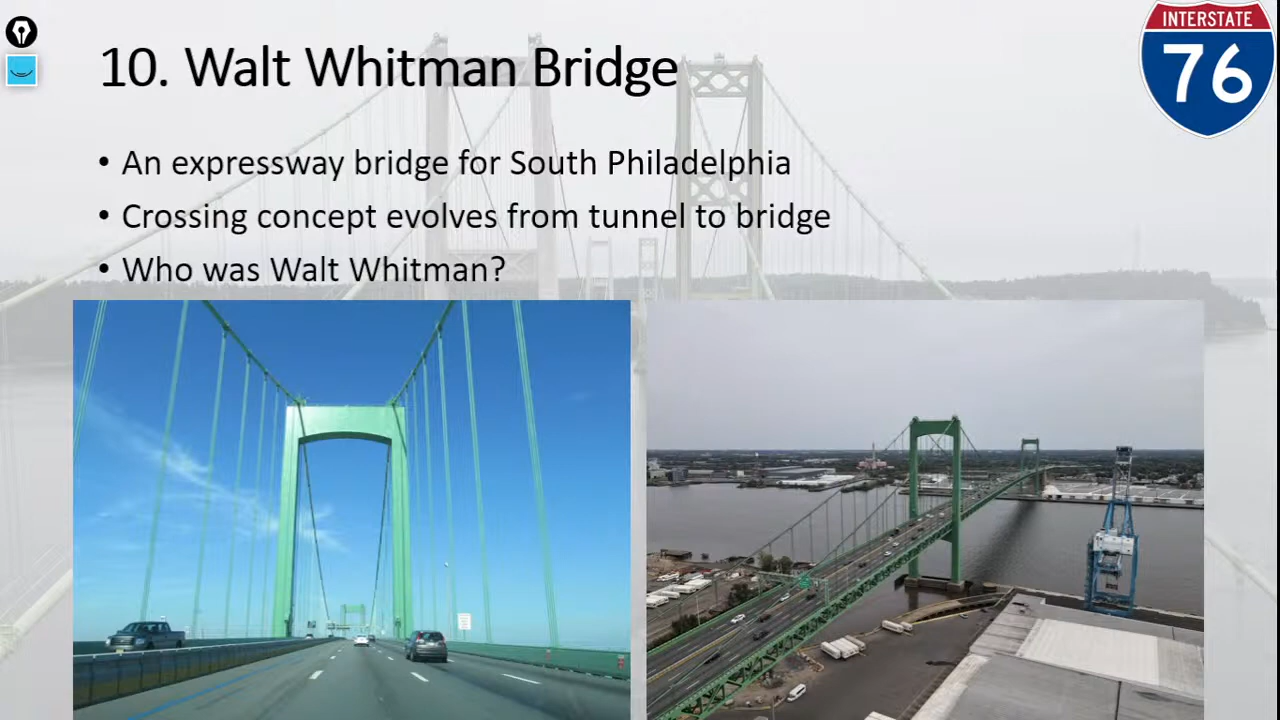 10. Walt Whitman Bridge
INTERSTATE
76
• An expressway bridge for South Philadelphia
• Crossing concept evolves from tunnel to bridge
• Who was Walt Whitman?